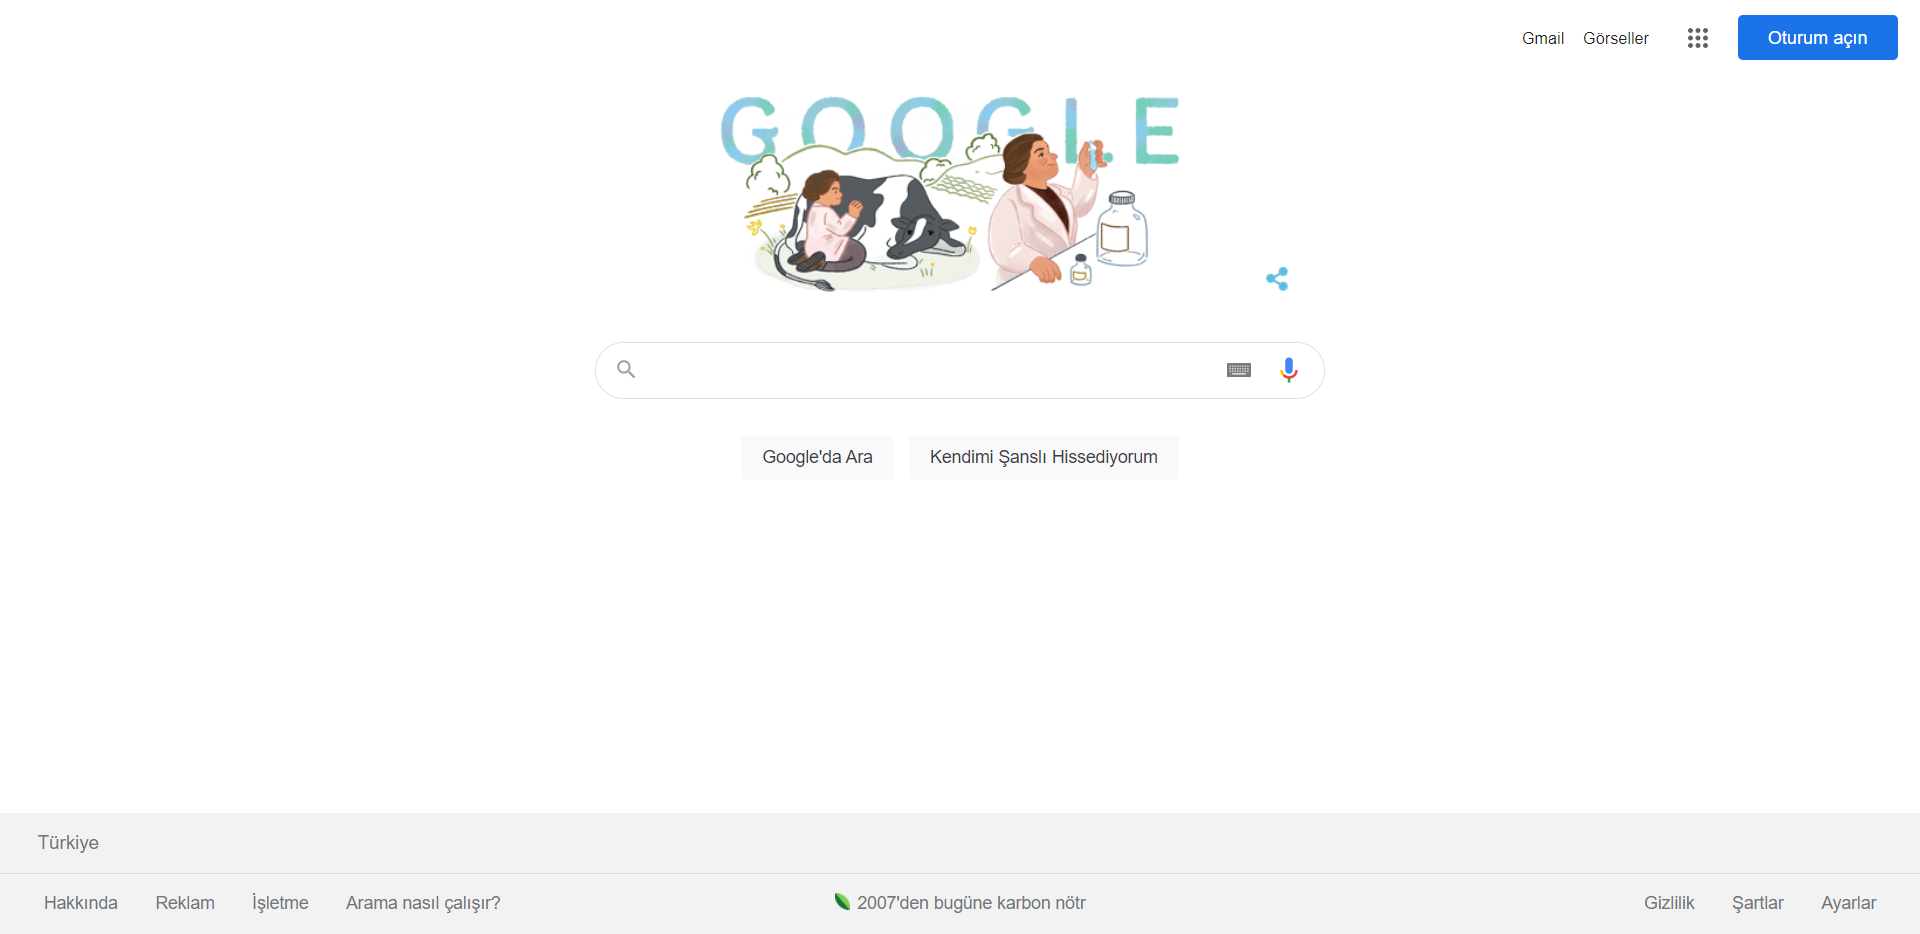 Gmail Görseller Oturum açın
GOOGLE
Google'da Ara Kendimi Şanslı Hissediyorum
Türkiye
Hakkında Reklam İşletme Arama nasıl çalışır? 2007'den bugüne karbon nötr Gizlilik Şartlar Ayarlar